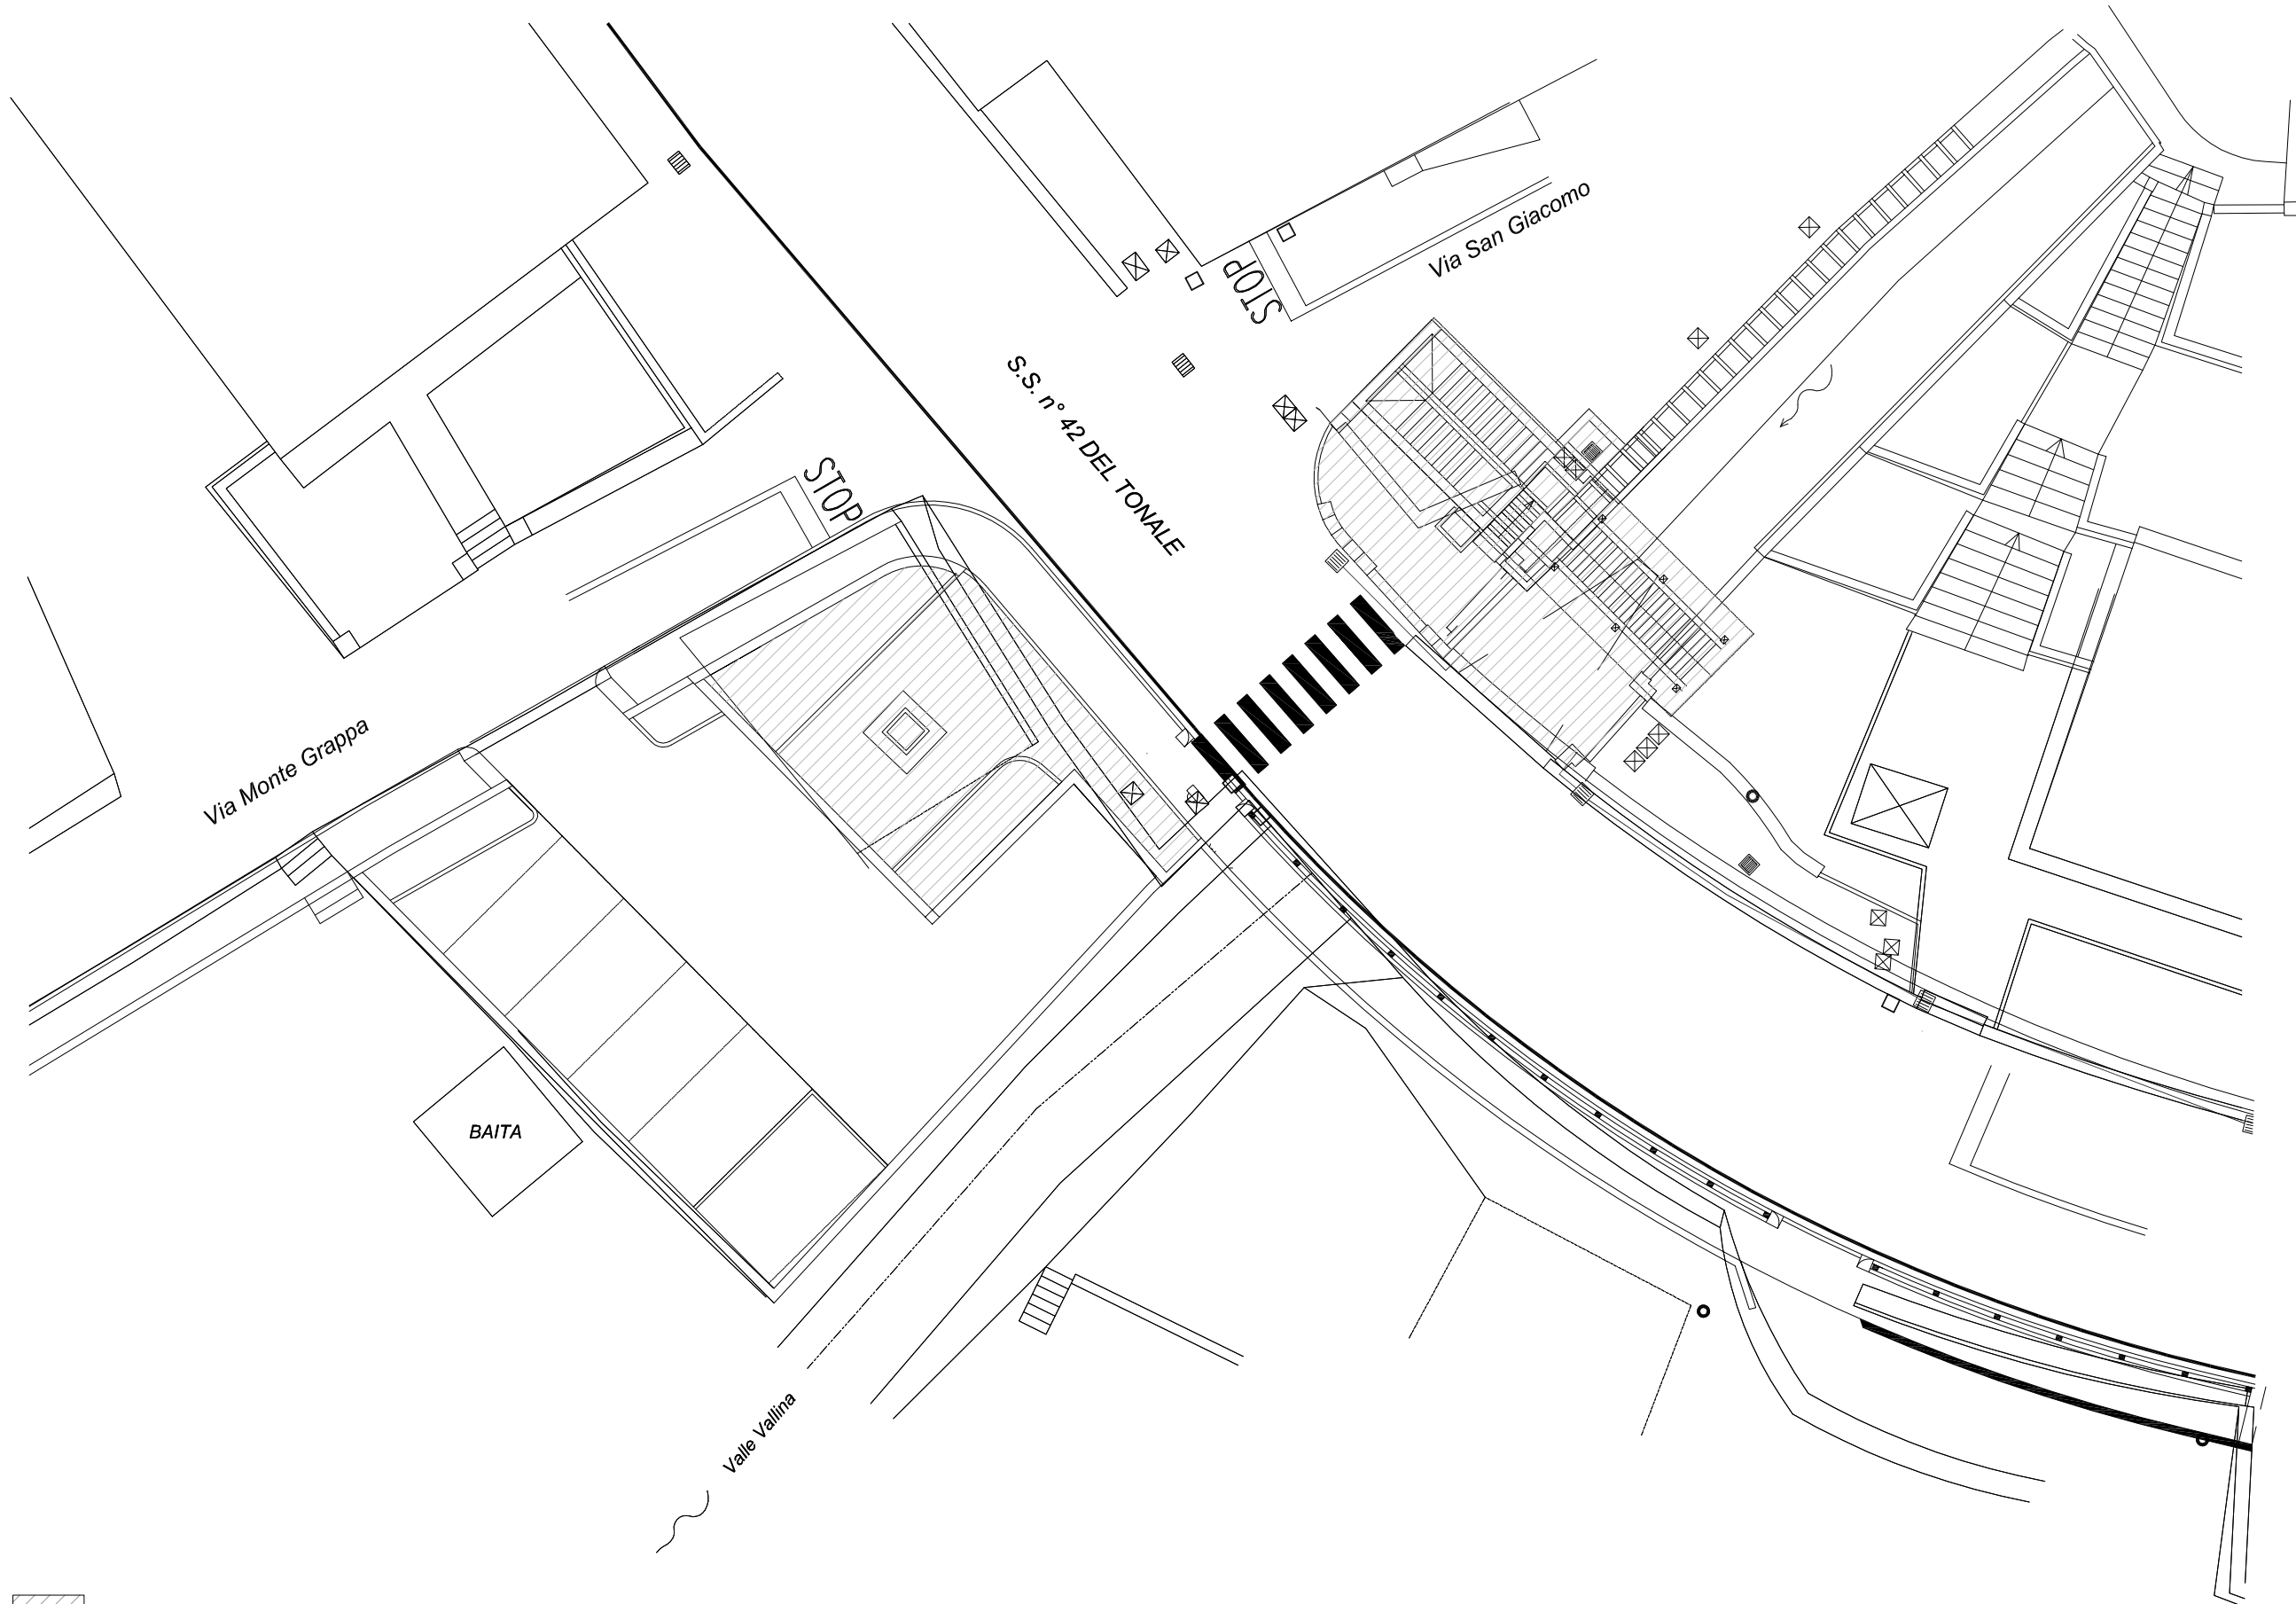 Via San Giacomo
STOP
S.S. n° 42 DEL TONALE
STOP
Via Monte Grappa
BAITA
Valle Vallina